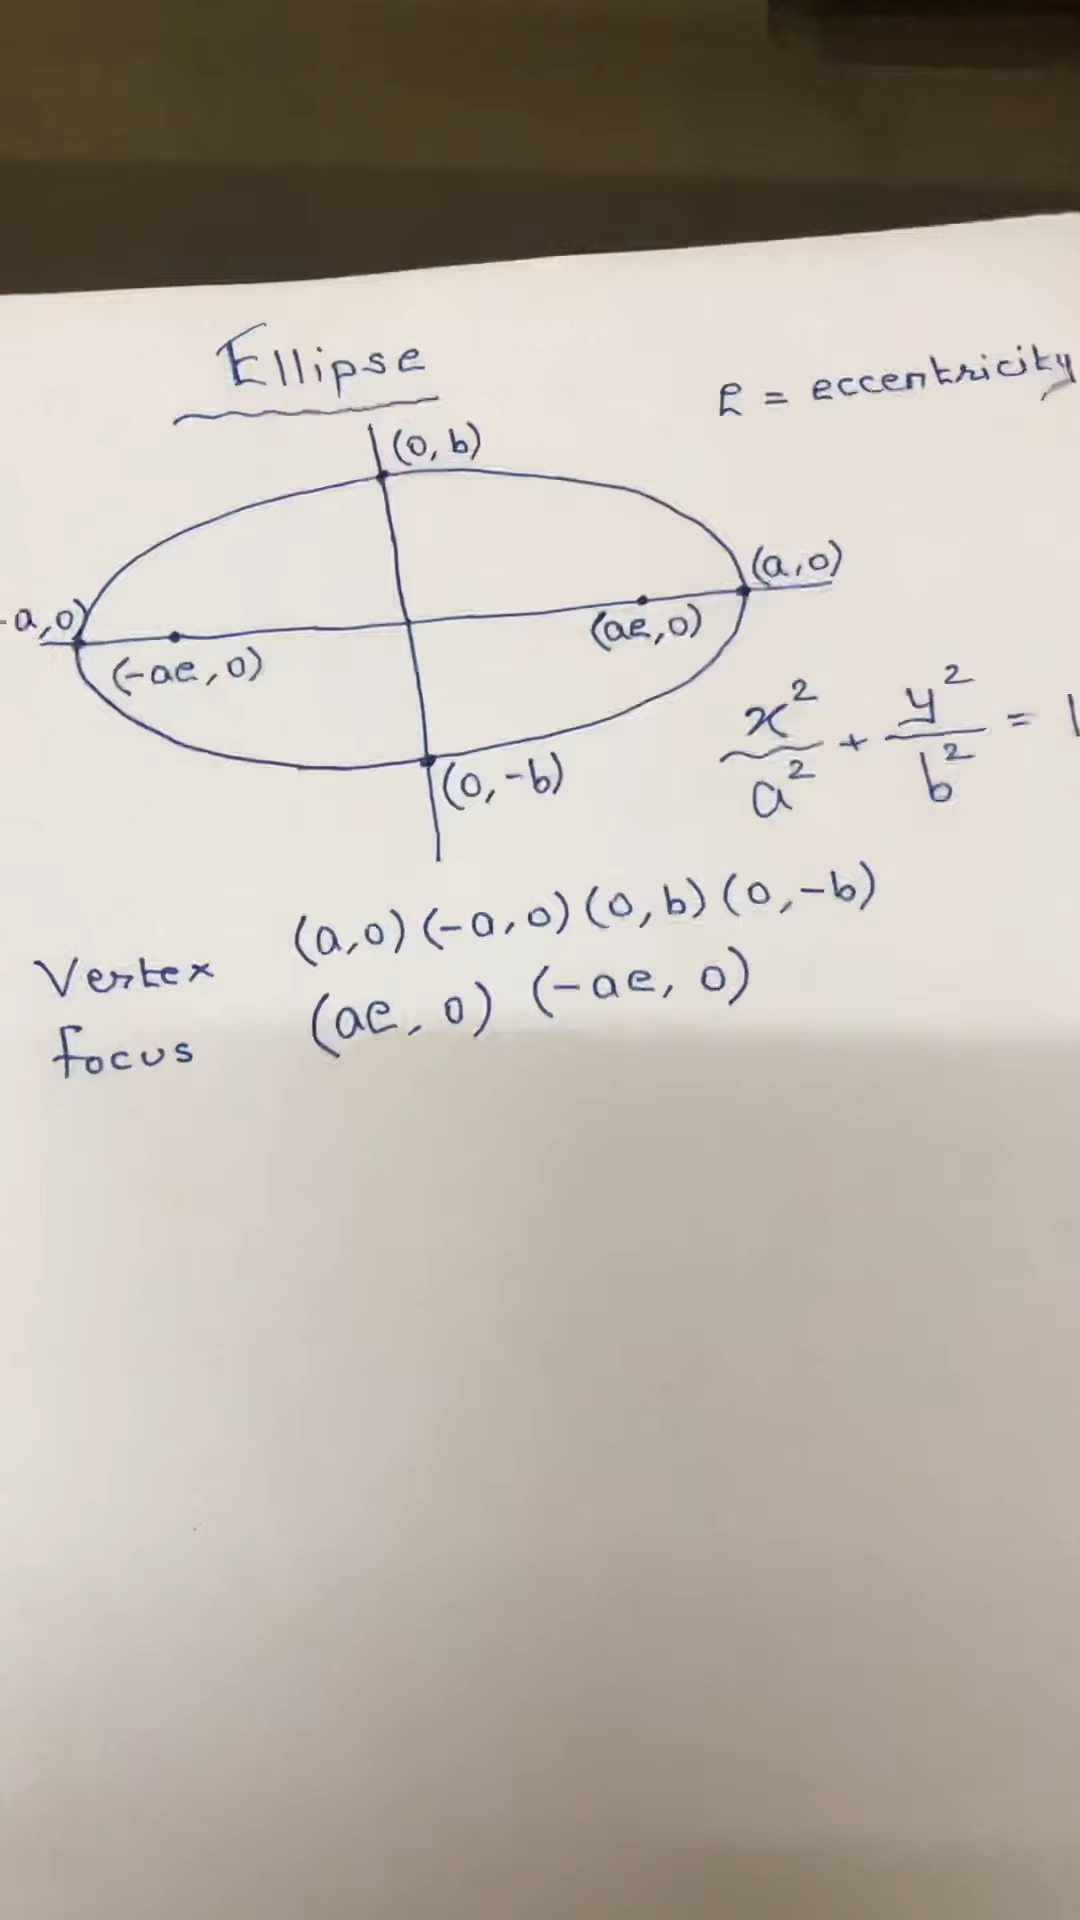 Ellipse
e = eccentricity
(0, b)
(a, 0)
-a, 0)
(ae, 0)
(-ae, 0)
x²/a² + y²/b² = 1
(0, -b)
Vertex (a,0) (-a,0) (0,b) (0,-b)
focus (ae, 0) (-ae, 0)